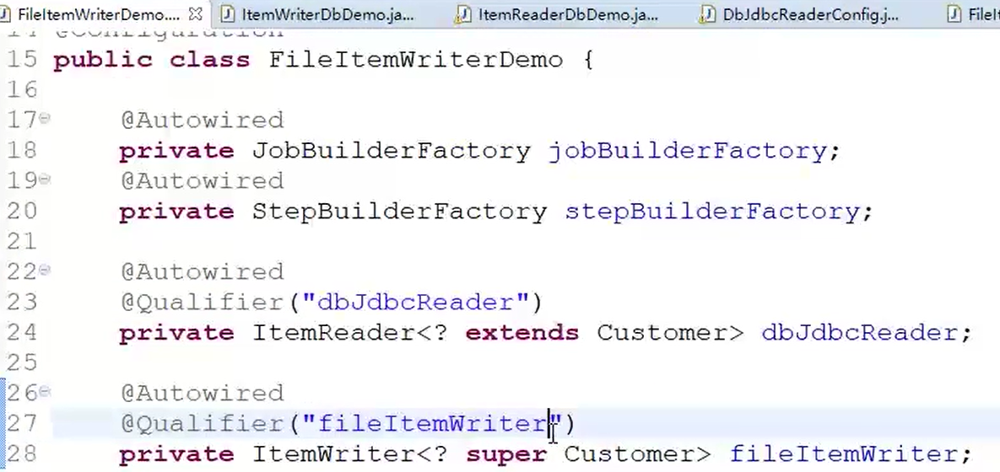 FileItemWriterDemo.... ItemWriterDbDemo.ja... ItemReaderDbDemo.ja... DbJdbcReaderConfig.j... FileIt
14 @Configuration
15 public class FileItemWriterDemo {
16
17 @Autowired
18 private JobBuilderFactory jobBuilderFactory;
19 @Autowired
20 private StepBuilderFactory stepBuilderFactory;
21
22 @Autowired
23 @Qualifier("dbJdbcReader")
24 private ItemReader<? extends Customer> dbJdbcReader;
25
26 @Autowired
27 @Qualifier("fileItemWriter")
28 private ItemWriter<? super Customer> fileItemWriter;